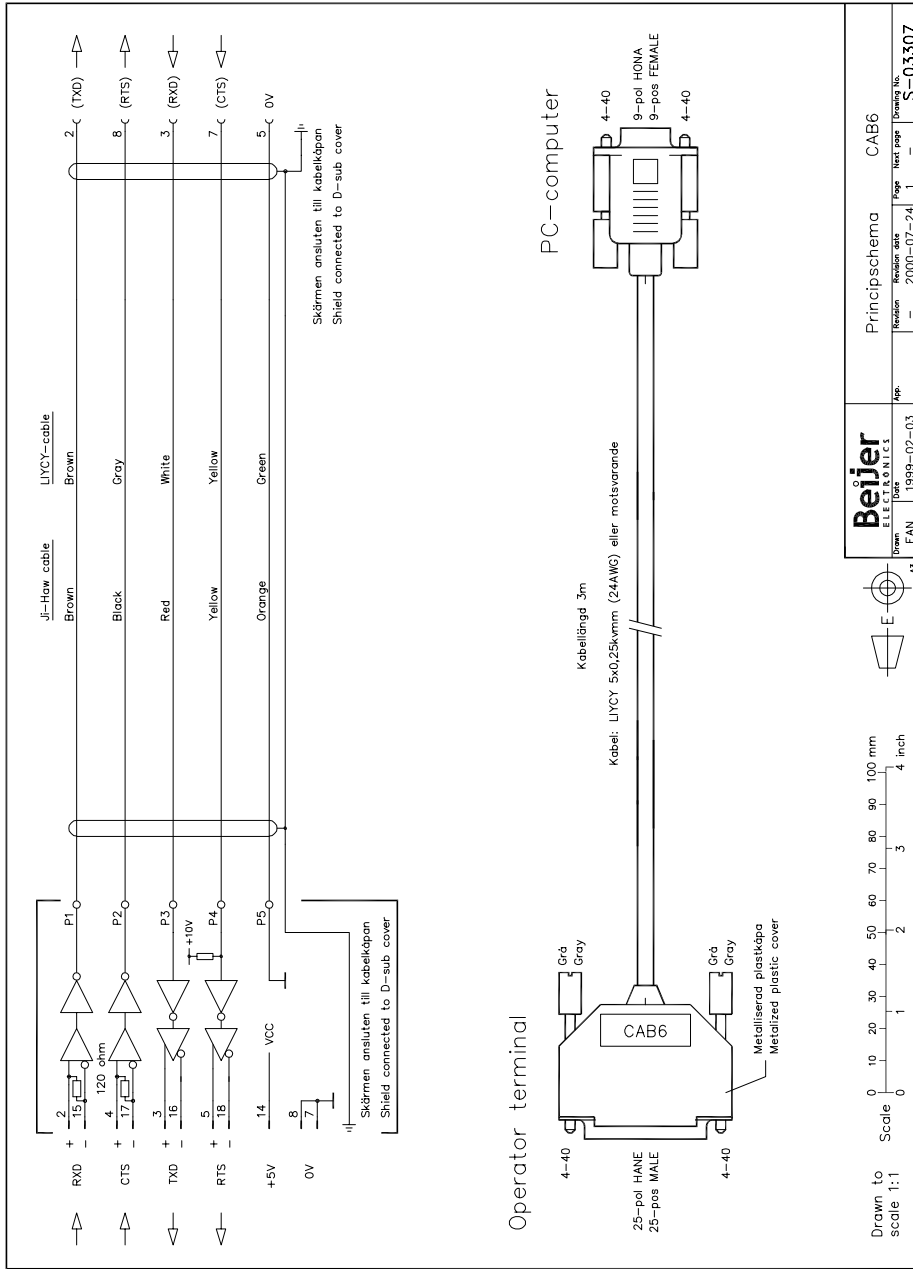 RXD + 2
- 15
120 ohm
P1
Brown
Brown
2 (TXD)
CTS + 4
- 17
P2
Black
Gray
8 (RTS)
TXD + 3
- 16
P3
Red
White
3 (RXD)
RTS + 5
- 18
+10V
P4
Yellow
Yellow
7 (CTS)
+5V 14 VCC
P5
Orange
Green
5 0V
0V 8
7
Ji-Haw cable
LIYCY-cable
Skärmen ansluten till kabelkåpan
Shield connected to D-sub cover
Skärmen ansluten till kabelkåpan
Shield connected to D-sub cover
Operator terminal
PC-computer
4-40
25-pol HANE
25-pos MALE
4-40
Grå
Gray
CAB6
Grå
Gray
Metalliserad plastkåpa
Metalized plastic cover
Kabellängd 3m
Kabel: LIYCY 5x0,25kvmm (24AWG) eller motsvarande
4-40
9-pol HONA
9-pos FEMALE
4-40
Drawn to
scale 1:1
Scale
0 10 20 30 40 50 60 70 80 90 100 mm
0 1 2 3 4 inch
E
A3
Beijer
ELECTRONICS
Principschema CAB6
Drawn Date App. Revision Revision date Page Next page Drawing No.
FAN 1999-02-03 - 2000-07-24 1 - S-03307